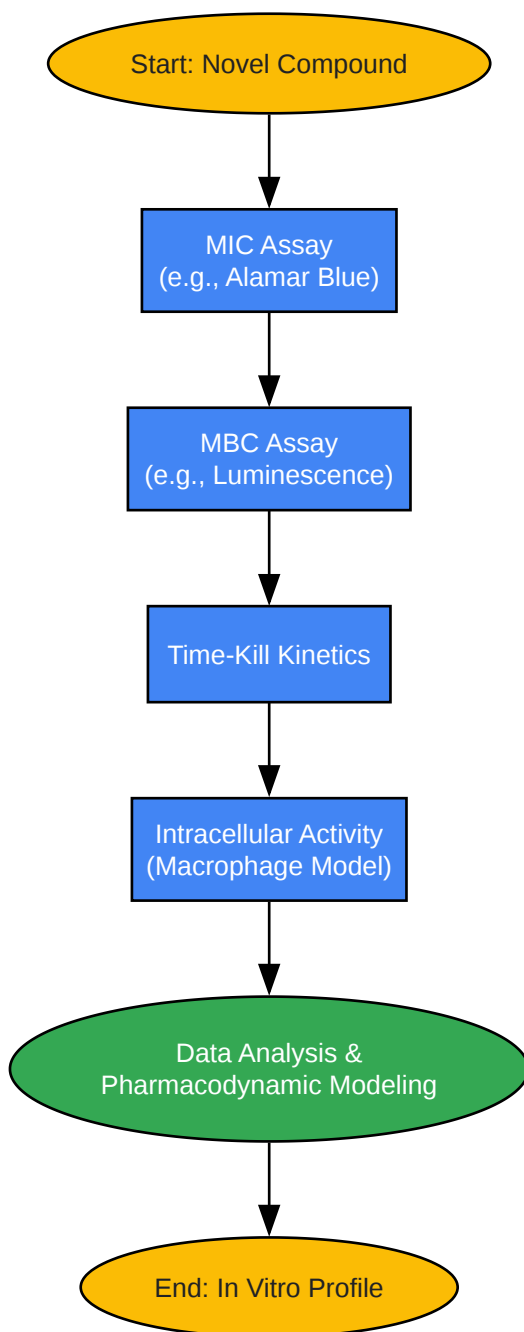 Start: Novel Compound
MIC Assay
(e.g., Alamar Blue)
MBC Assay
(e.g., Luminescence)
Time-Kill Kinetics
Intracellular Activity
(Macrophage Model)
Data Analysis &
Pharmacodynamic Modeling
End: In Vitro Profile